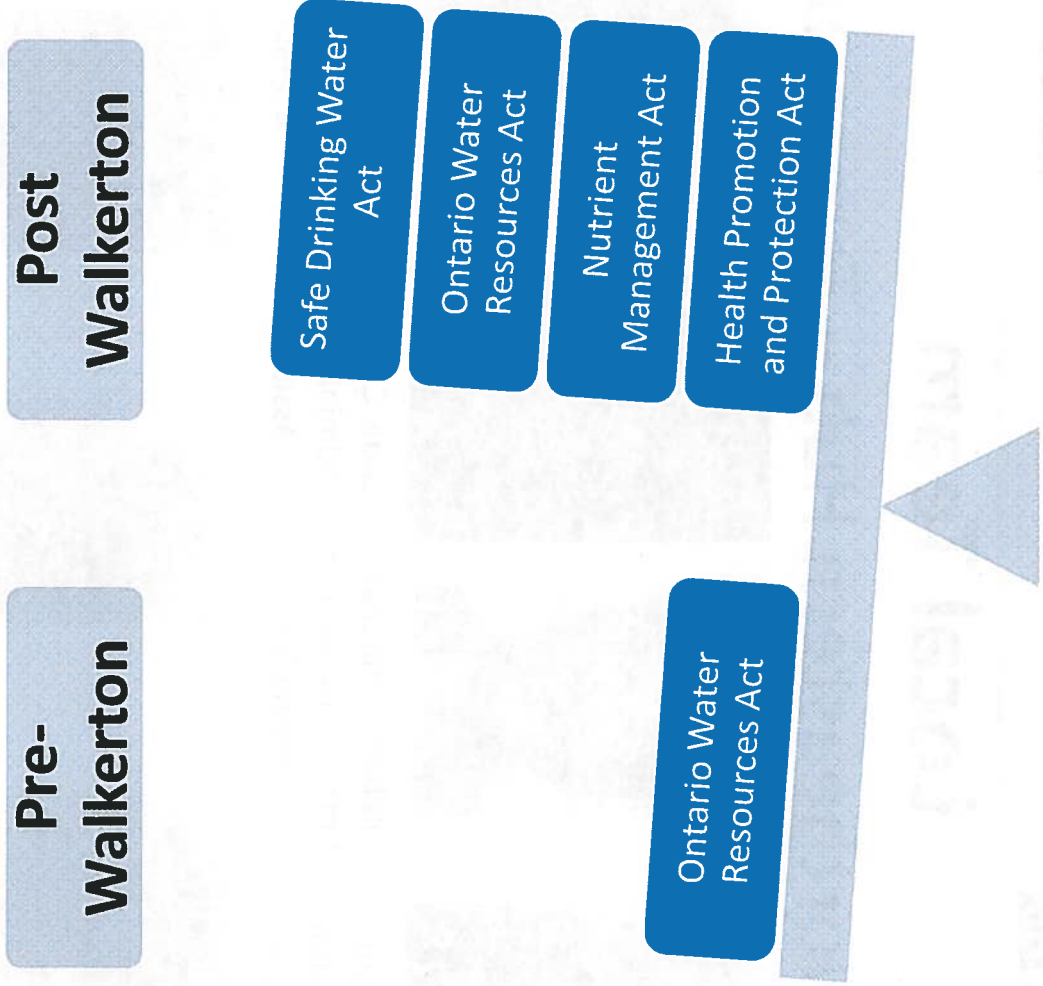 Pre-
Walkerton
Post
Walkerton
Ontario Water
Resources Act
Safe Drinking Water
Act
Ontario Water
Resources Act
Nutrient
Management Act
Health Promotion
and Protection Act